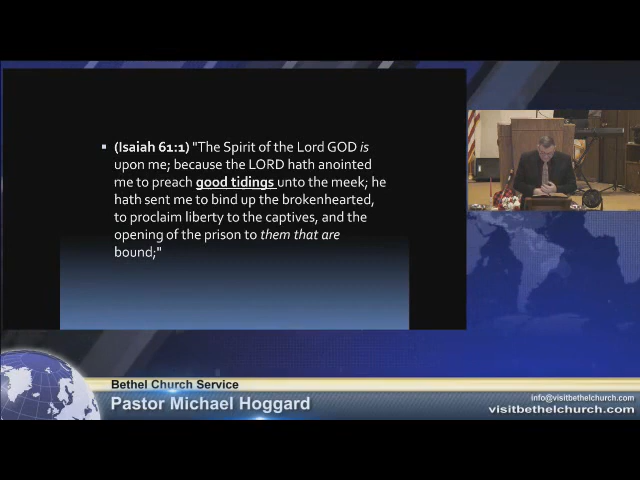 (Isaiah 61:1) "The Spirit of the Lord GOD is
upon me; because the LORD hath anointed
me to preach good tidings unto the meek; he
hath sent me to bind up the brokenhearted,
to proclaim liberty to the captives, and the
opening of the prison to them that are
bound;"
Bethel Church Service
Pastor Michael Hoggard
info@visitbethelchurch.com
visitbethelchurch.com